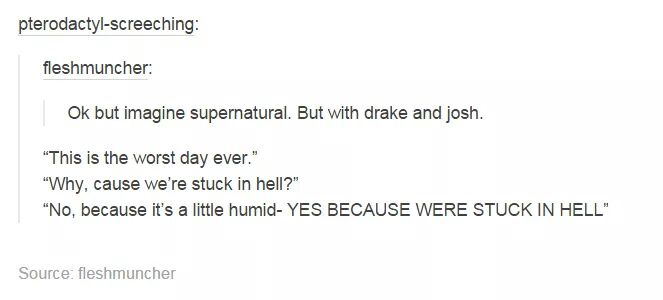 pterodactyl-screeching:
fleshmuncher:
Ok but imagine supernatural. But with drake and josh.
“This is the worst day ever.”
“Why, cause we’re stuck in hell?”
“No, because it’s a little humid- YES BECAUSE WERE STUCK IN HELL”
Source: fleshmuncher